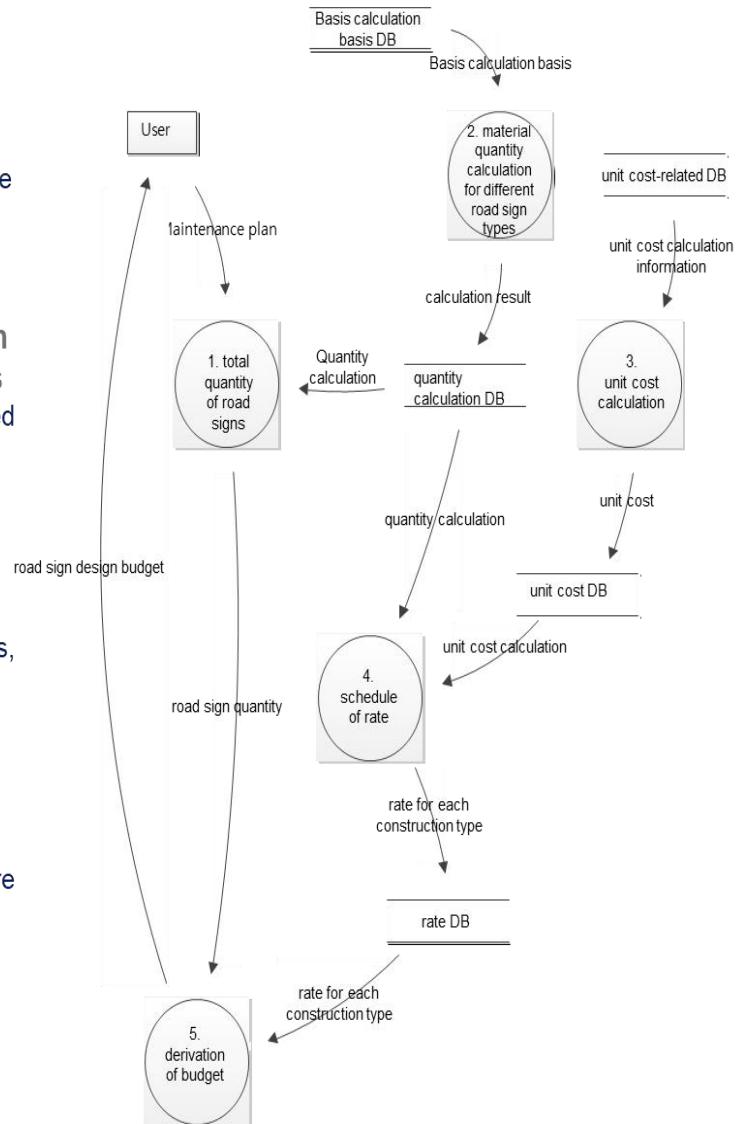 Basis calculation
basis DB
Basis calculation basis
User
2. material
quantity
calculation
for different
road sign
types
unit cost-related DB
Maintenance plan
unit cost calculation
information
calculation result
1. total
quantity
of road
signs
Quantity
calculation
quantity
calculation DB
3.
unit cost
calculation
unit cost
quantity calculation
road sign design budget
unit cost DB
unit cost calculation
4.
schedule
of rate
road sign quantity
rate for each
construction type
rate DB
rate for each
construction type
5.
derivation
of budget